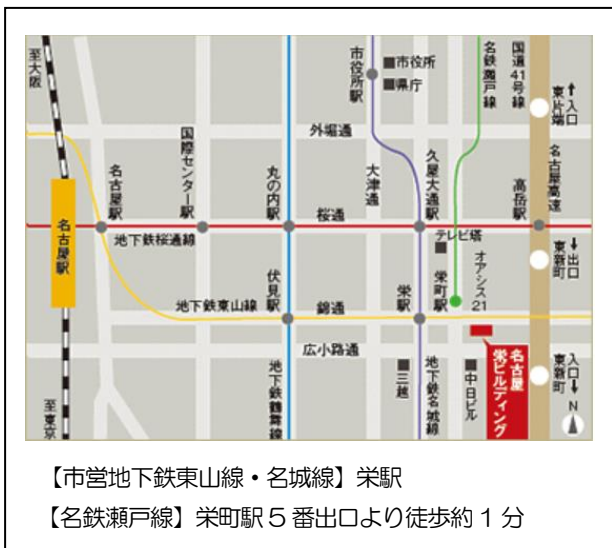 至大阪
名古屋駅
至東京
名古屋駅
国際センター駅
丸の内駅
市役所駅
市役所
県庁
名鉄瀬戸線
国道41号線
入口
東片端
外堀通
大津通
久屋大通駅
高岳駅
名古屋高速
桜通
地下鉄桜通線
テレビ塔
オアシス21
出口
東新町
伏見駅
地下鉄東山線
錦通
栄駅
栄町駅
広小路通
地下鉄鶴舞線
三越
地下鉄名城線
中日ビル
名古屋
栄ビルディング
入口
東新町
N
【市営地下鉄東山線・名城線】栄駅
【名鉄瀬戸線】栄町駅5番出口より徒歩約1分